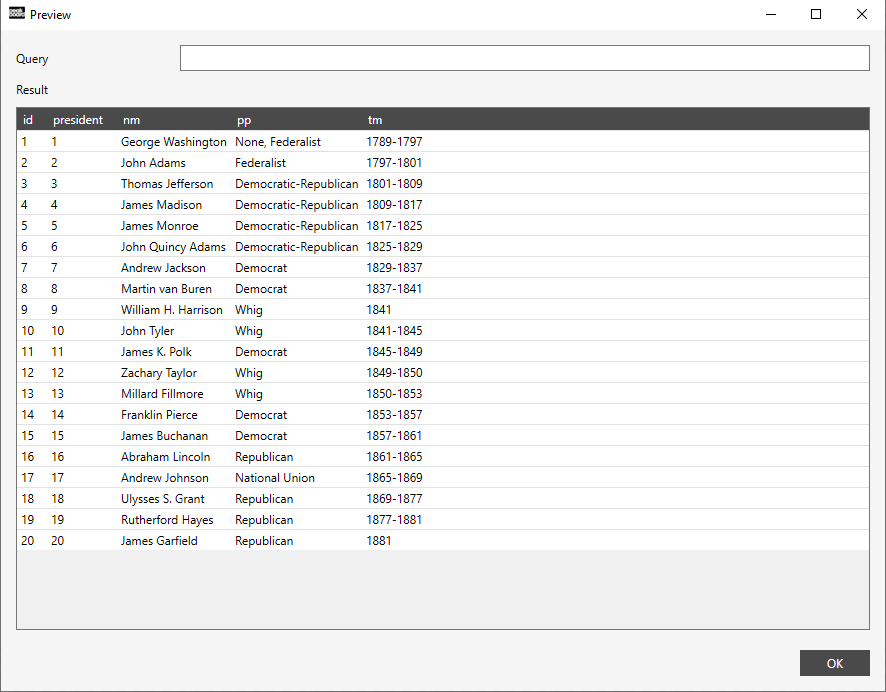 peak board Preview
Query
Result
id president nm pp tm
1 1 George Washington None, Federalist 1789-1797
2 2 John Adams Federalist 1797-1801
3 3 Thomas Jefferson Democratic-Republican 1801-1809
4 4 James Madison Democratic-Republican 1809-1817
5 5 James Monroe Democratic-Republican 1817-1825
6 6 John Quincy Adams Democratic-Republican 1825-1829
7 7 Andrew Jackson Democrat 1829-1837
8 8 Martin van Buren Democrat 1837-1841
9 9 William H. Harrison Whig 1841
10 10 John Tyler Whig 1841-1845
11 11 James K. Polk Democrat 1845-1849
12 12 Zachary Taylor Whig 1849-1850
13 13 Millard Fillmore Whig 1850-1853
14 14 Franklin Pierce Democrat 1853-1857
15 15 James Buchanan Democrat 1857-1861
16 16 Abraham Lincoln Republican 1861-1865
17 17 Andrew Johnson National Union 1865-1869
18 18 Ulysses S. Grant Republican 1869-1877
19 19 Rutherford Hayes Republican 1877-1881
20 20 James Garfield Republican 1881
OK